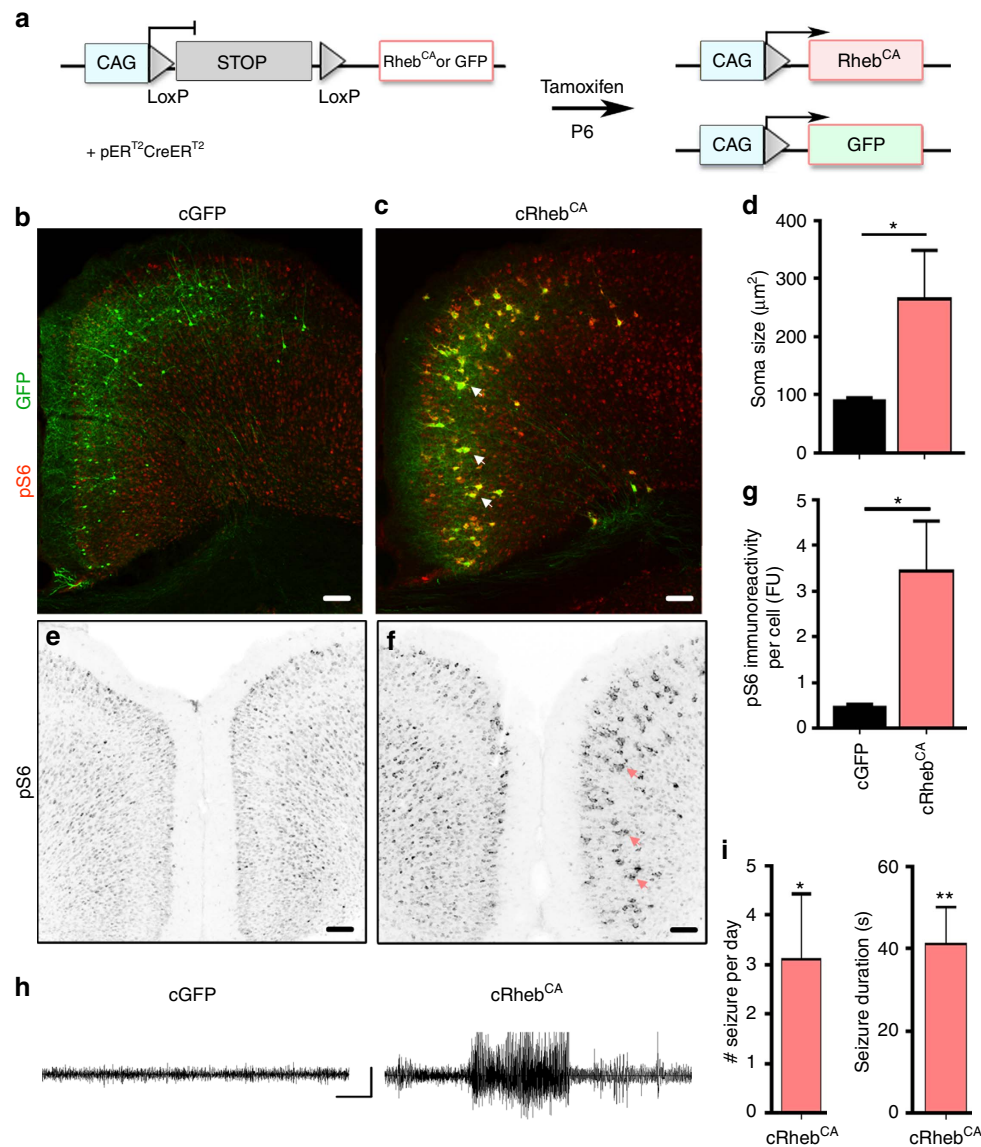 a
CAG
STOP
Rheb^CA or GFP
LoxP
LoxP
+ pER^T2CreER^T2
Tamoxifen
P6
CAG
Rheb^CA
CAG
GFP
b
cGFP
c
cRheb^CA
pS6 GFP
d
400
300
200
100
0
Soma size (μm²)
*
e
f
pS6
g
5
4
3
2
1
0
pS6 immunoreactivity
per cell (FU)
*
cGFP
cRheb^CA
h
cGFP
cRheb^CA
i
5
4
3
2
1
0
# seizure per day
*
cRheb^CA
60
40
20
0
Seizure duration (s)
**
cRheb^CA